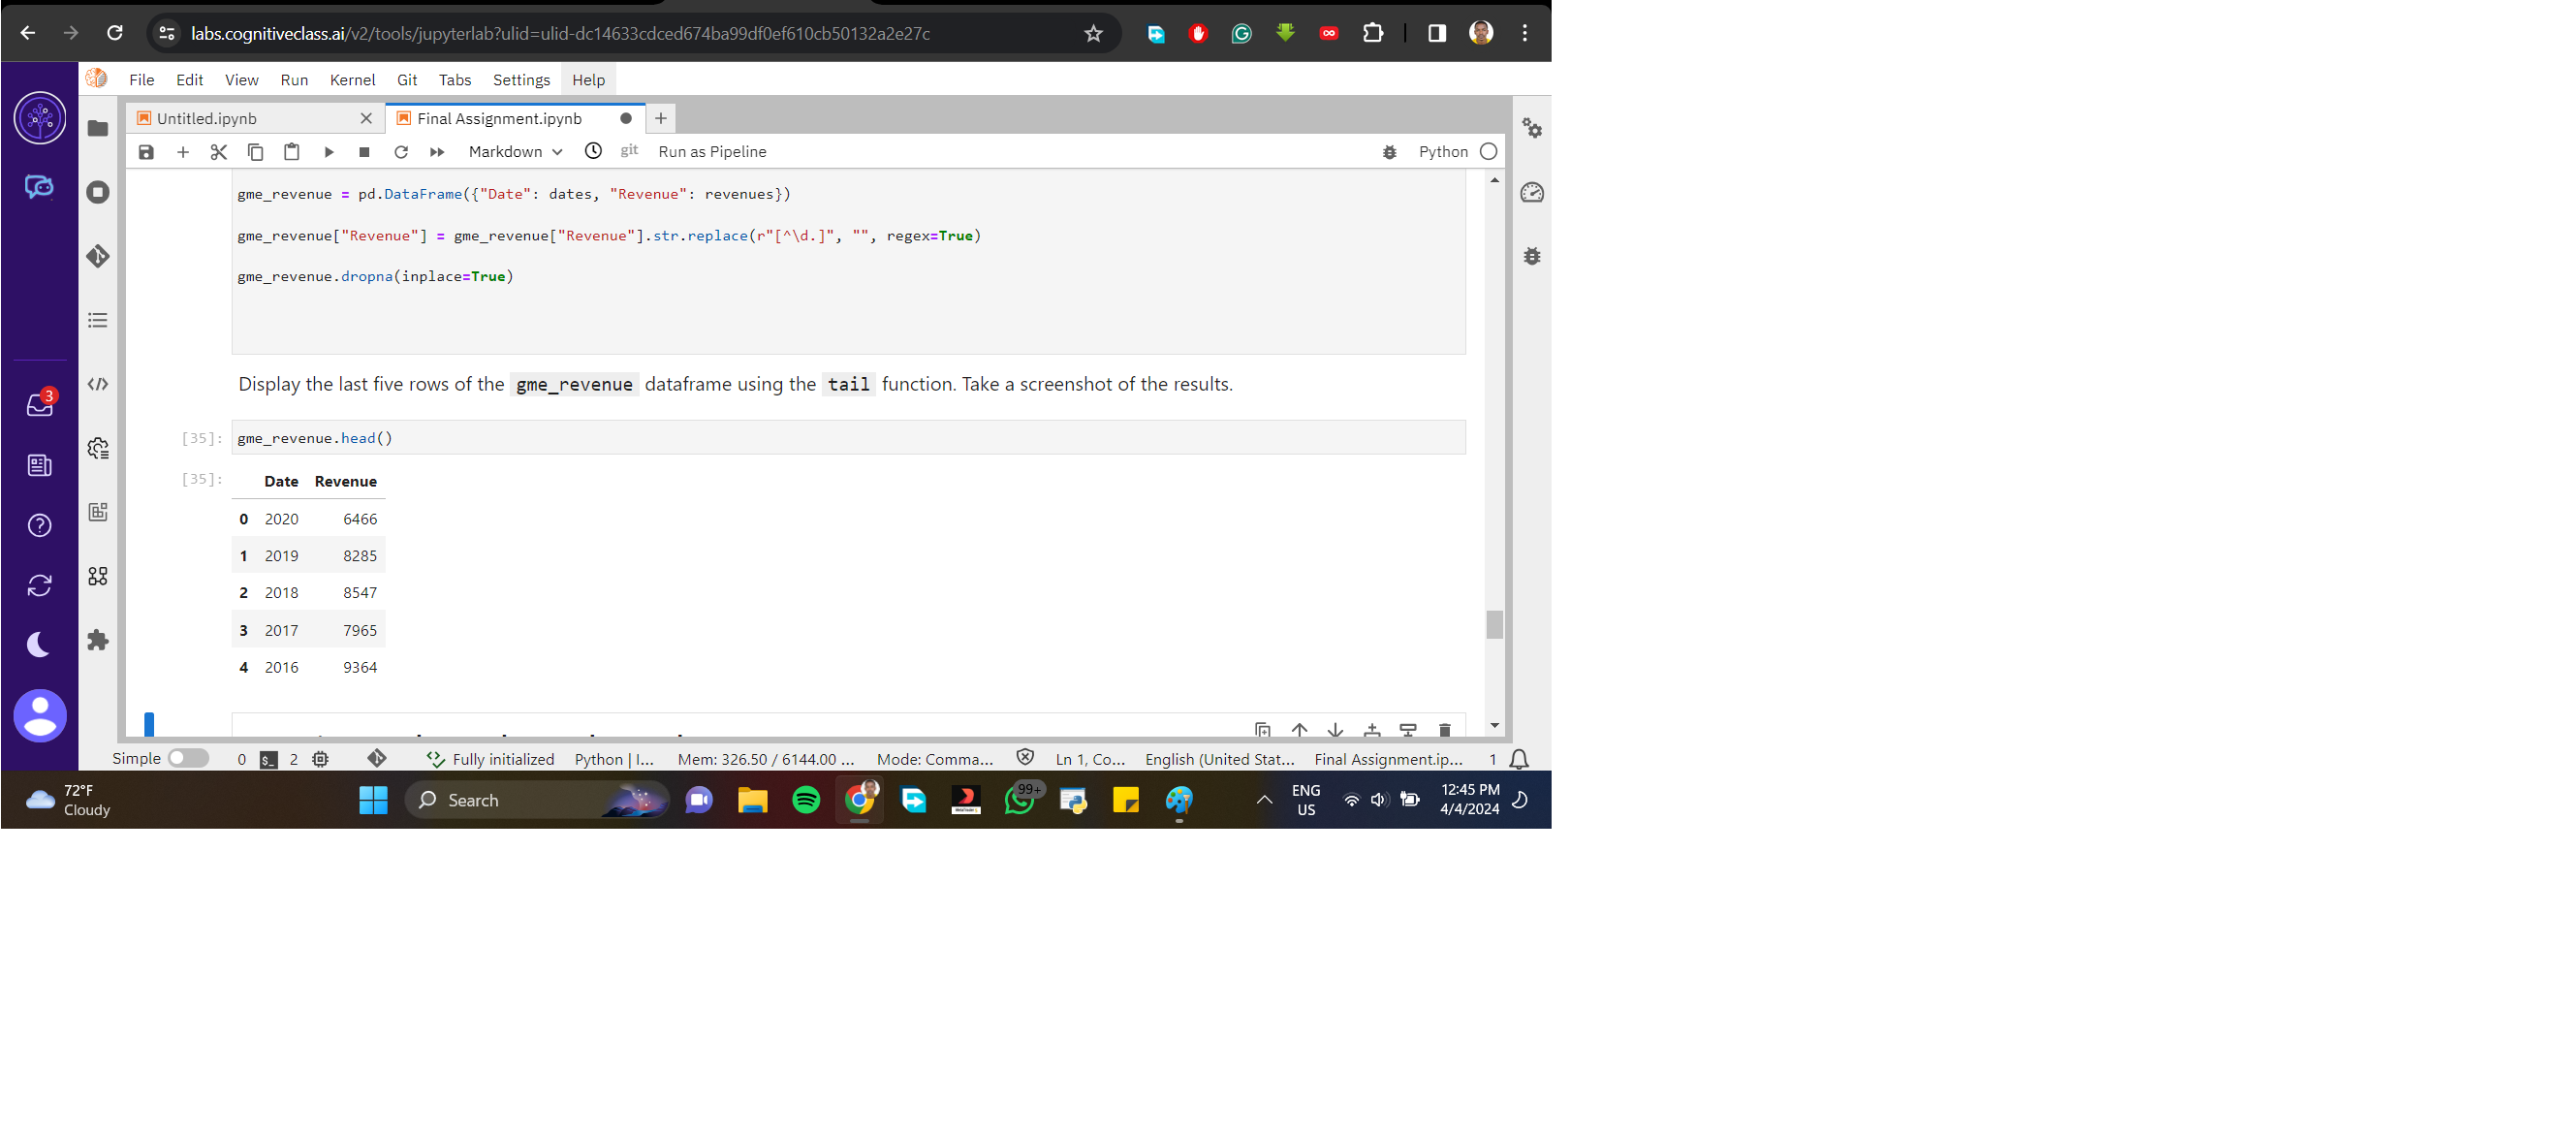 labs.cognitiveclass.ai/v2/tools/jupyterlab?ulid=ulid-dc14633cdced674ba99df0ef610cb50132a2e27c
File Edit View Run Kernel Git Tabs Settings Help
Untitled.ipynb Final Assignment.ipynb
Markdown git Run as Pipeline Python
gme_revenue = pd.DataFrame({"Date": dates, "Revenue": revenues})
gme_revenue["Revenue"] = gme_revenue["Revenue"].str.replace(r"[^\d.]", "", regex=True)
gme_revenue.dropna(inplace=True)
Display the last five rows of the gme_revenue dataframe using the tail function. Take a screenshot of the results.
[35]: gme_revenue.head()
[35]: Date Revenue
0 2020 6466
1 2019 8285
2 2018 8547
3 2017 7965
4 2016 9364
3
Simple 0 $_ 2 Fully initialized Python | I... Mem: 326.50 / 6144.00 ... Mode: Comma... Ln 1, Co... English (United Stat... Final Assignment.ip... 1
72°F
Cloudy
Search
99+
ENG
US
12:45 PM
4/4/2024